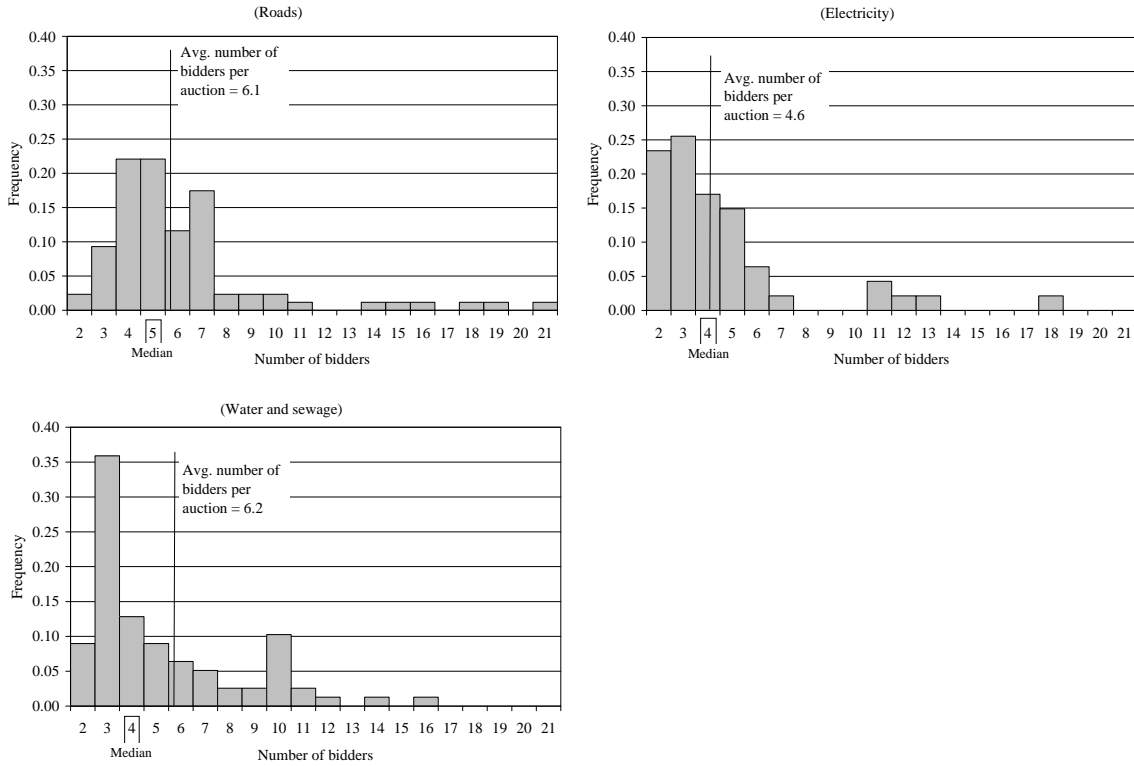 (Roads)
0.40
0.35
0.30
0.25
0.20
0.15
0.10
0.05
0.00
Frequency
Avg. number of
bidders per
auction = 6.1
2 3 4 5 6 7 8 9 10 11 12 13 14 15 16 17 18 19 20 21
Median
Number of bidders
(Electricity)
0.40
0.35
0.30
0.25
0.20
0.15
0.10
0.05
0.00
Frequency
Avg. number of
bidders per
auction = 4.6
2 3 4 5 6 7 8 9 10 11 12 13 14 15 16 17 18 19 20 21
Median
Number of bidders
(Water and sewage)
0.40
0.35
0.30
0.25
0.20
0.15
0.10
0.05
0.00
Frequency
Avg. number of
bidders per
auction = 6.2
2 3 4 5 6 7 8 9 10 11 12 13 14 15 16 17 18 19 20 21
Median
Number of bidders